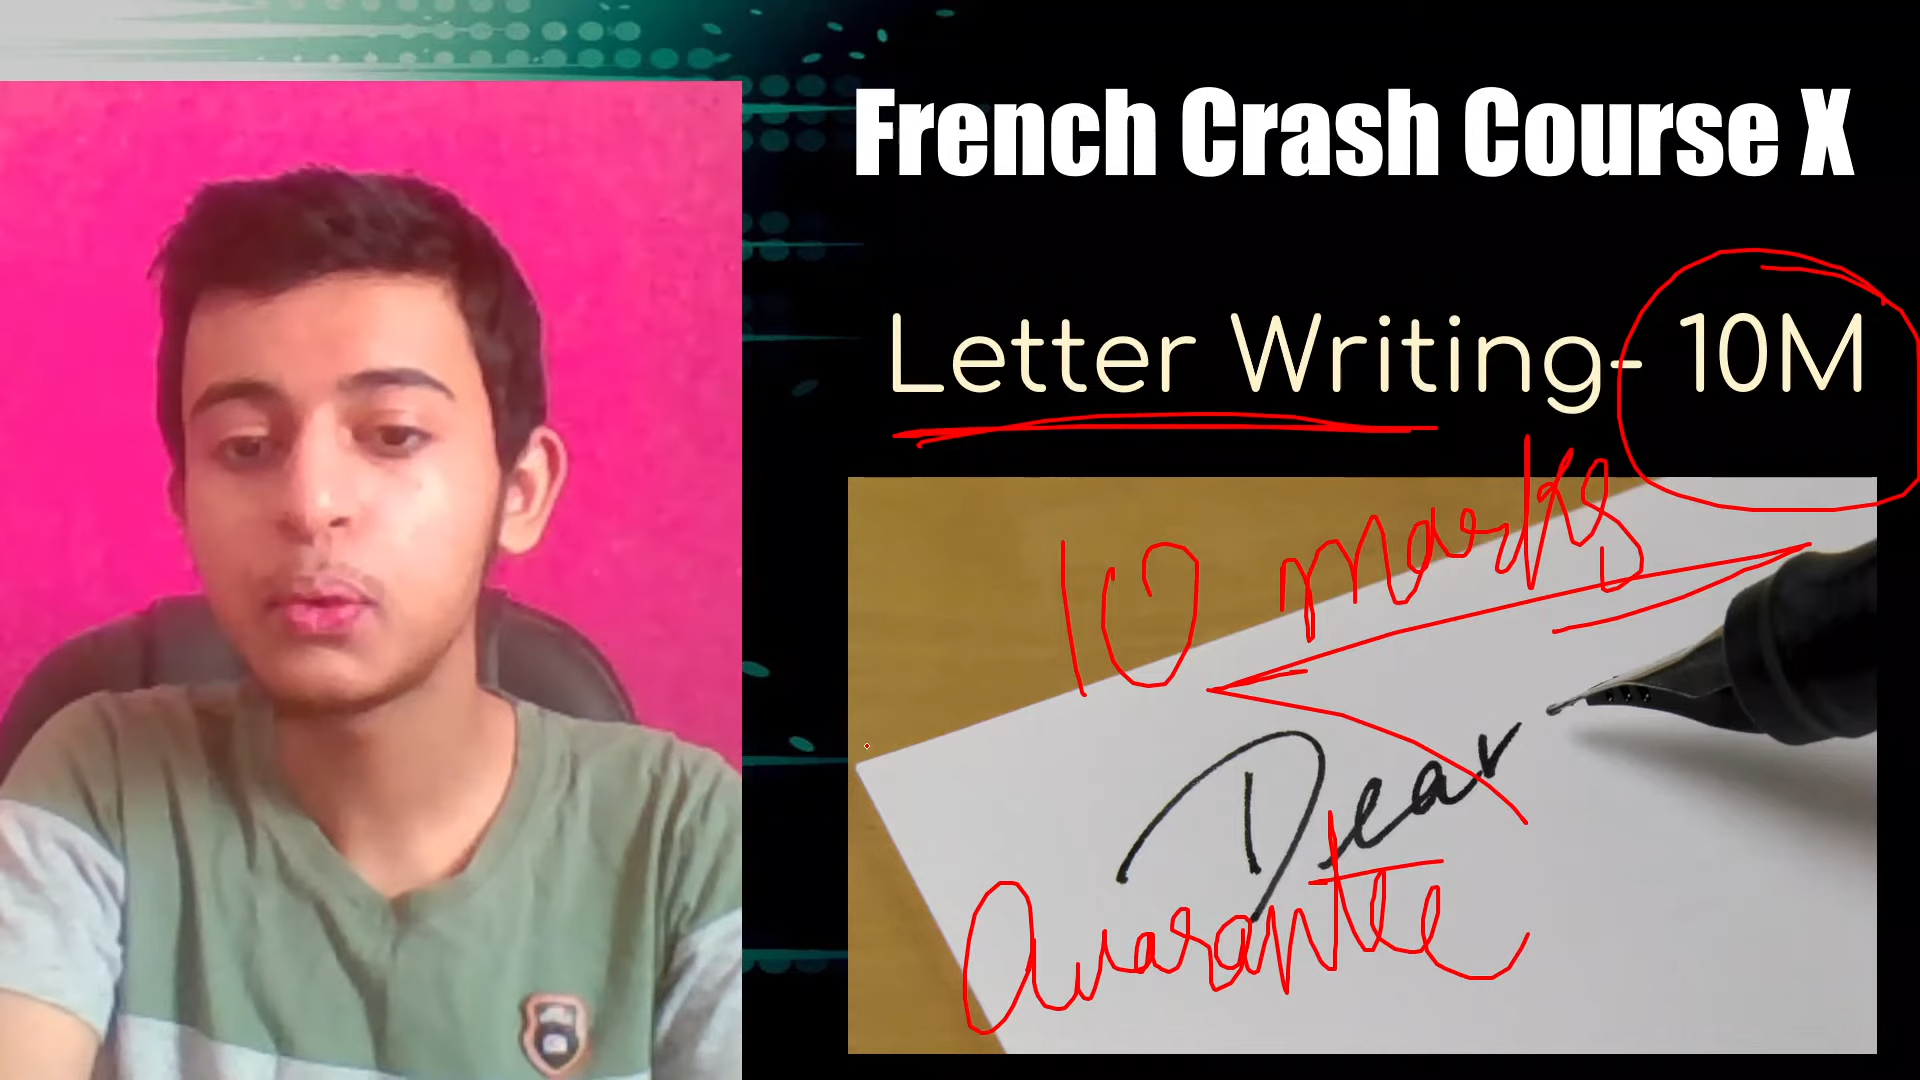 French Crash Course X
Letter Writing- 10M
10 marks
Dear
Guarantee